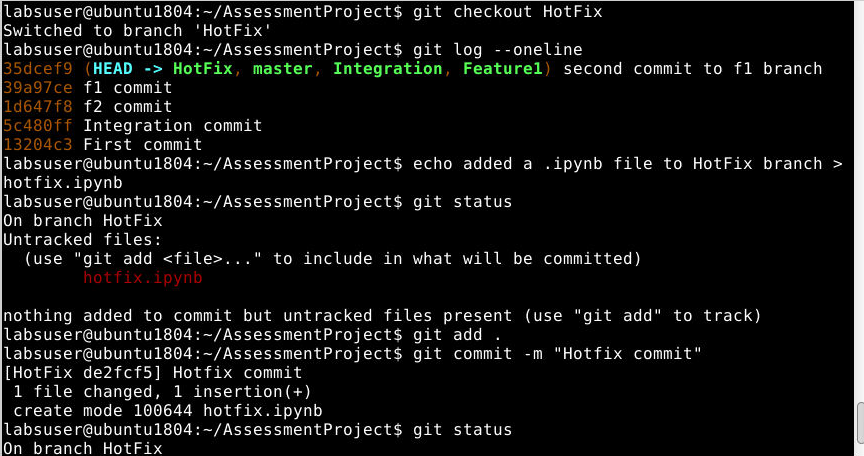 labsuser@ubuntu1804:~/AssessmentProject$ git checkout HotFix
Switched to branch 'HotFix'
labsuser@ubuntu1804:~/AssessmentProject$ git log --oneline
35dcef9 (HEAD -> HotFix, master, Integration, Feature1) second commit to f1 branch
39a97ce f1 commit
1d647f8 f2 commit
5c480ff Integration commit
13204c3 First commit
labsuser@ubuntu1804:~/AssessmentProject$ echo added a .ipynb file to HotFix branch >
hotfix.ipynb
labsuser@ubuntu1804:~/AssessmentProject$ git status
On branch HotFix
Untracked files:
  (use "git add <file>..." to include in what will be committed)
        hotfix.ipynb

nothing added to commit but untracked files present (use "git add" to track)
labsuser@ubuntu1804:~/AssessmentProject$ git add .
labsuser@ubuntu1804:~/AssessmentProject$ git commit -m "Hotfix commit"
[HotFix de2fcf5] Hotfix commit
 1 file changed, 1 insertion(+)
 create mode 100644 hotfix.ipynb
labsuser@ubuntu1804:~/AssessmentProject$ git status
On branch HotFix